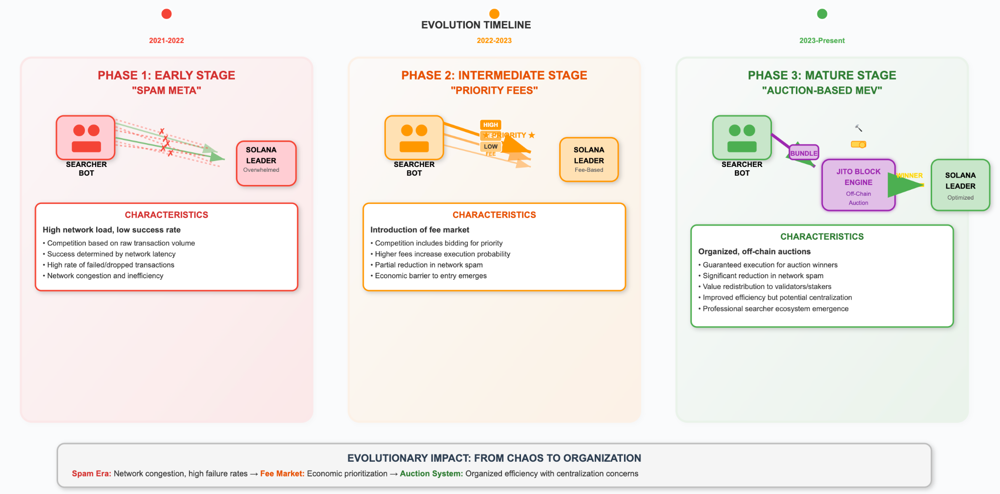 EVOLUTION TIMELINE
2021-2022
2022-2023
2023-Present
PHASE 1: EARLY STAGE
"SPAM META"
SEARCHER
BOT
SOLANA
LEADER
Overwhelmed
CHARACTERISTICS
High network load, low success rate
• Competition based on raw transaction volume
• Success determined by network latency
• High rate of failed/dropped transactions
• Network congestion and inefficiency
PHASE 2: INTERMEDIATE STAGE
"PRIORITY FEES"
SEARCHER
BOT
HIGH
★ PRIORITY ★
LOW
FEE
SOLANA
LEADER
Fee-Based
CHARACTERISTICS
Introduction of fee market
• Competition includes bidding for priority
• Higher fees increase execution probability
• Partial reduction in network spam
• Economic barrier to entry emerges
PHASE 3: MATURE STAGE
"AUCTION-BASED MEV"
SEARCHER
BOT
BUNDLE
JITO BLOCK
ENGINE
Off-Chain
Auction
WINNER
SOLANA
LEADER
Optimized
CHARACTERISTICS
Organized, off-chain auctions
• Guaranteed execution for auction winners
• Significant reduction in network spam
• Value redistribution to validators/stakers
• Improved efficiency but potential centralization
• Professional searcher ecosystem emergence
EVOLUTIONARY IMPACT: FROM CHAOS TO ORGANIZATION
Spam Era: Network congestion, high failure rates → Fee Market: Economic prioritization → Auction System: Organized efficiency with centralization concerns